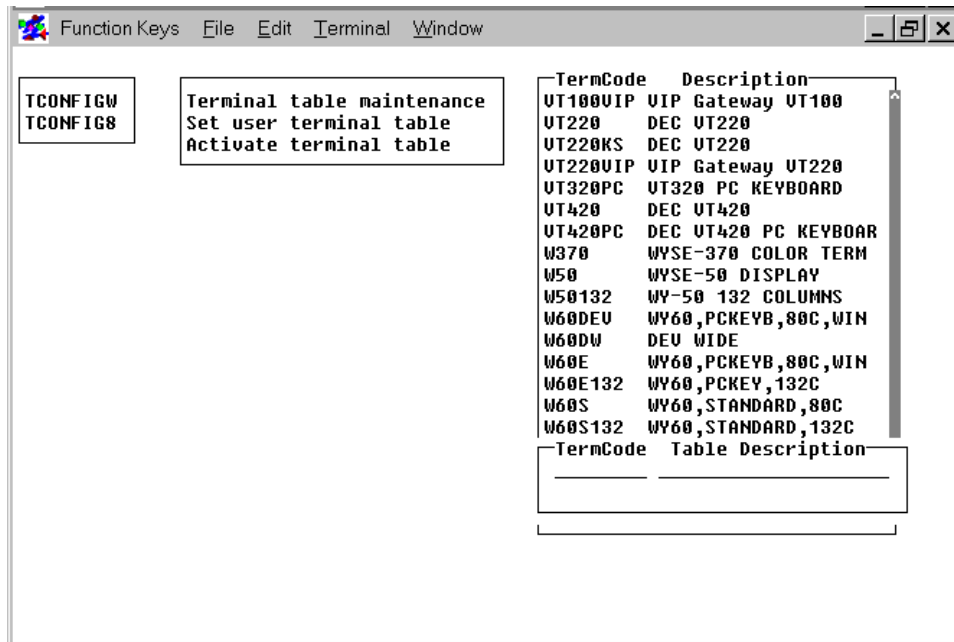 Function Keys File Edit Terminal Window
TCONFIGW
TCONFIG8
Terminal table maintenance
Set user terminal table
Activate terminal table
TermCode Description
VT100VIP VIP Gateway VT100
VT220 DEC VT220
VT220KS DEC VT220
VT220VIP VIP Gateway VT220
VT320PC VT320 PC KEYBOARD
VT420 DEC VT420
VT420PC DEC VT420 PC KEYBOAR
W370 WYSE-370 COLOR TERM
W50 WYSE-50 DISPLAY
W50132 WY-50 132 COLUMNS
W60DEV WY60,PCKEYB,80C,WIN
W60DW DEV WIDE
W60E WY60,PCKEYB,80C,WIN
W60E132 WY60,PCKEY,132C
W60S WY60,STANDARD,80C
W60S132 WY60,STANDARD,132C
TermCode Table Description